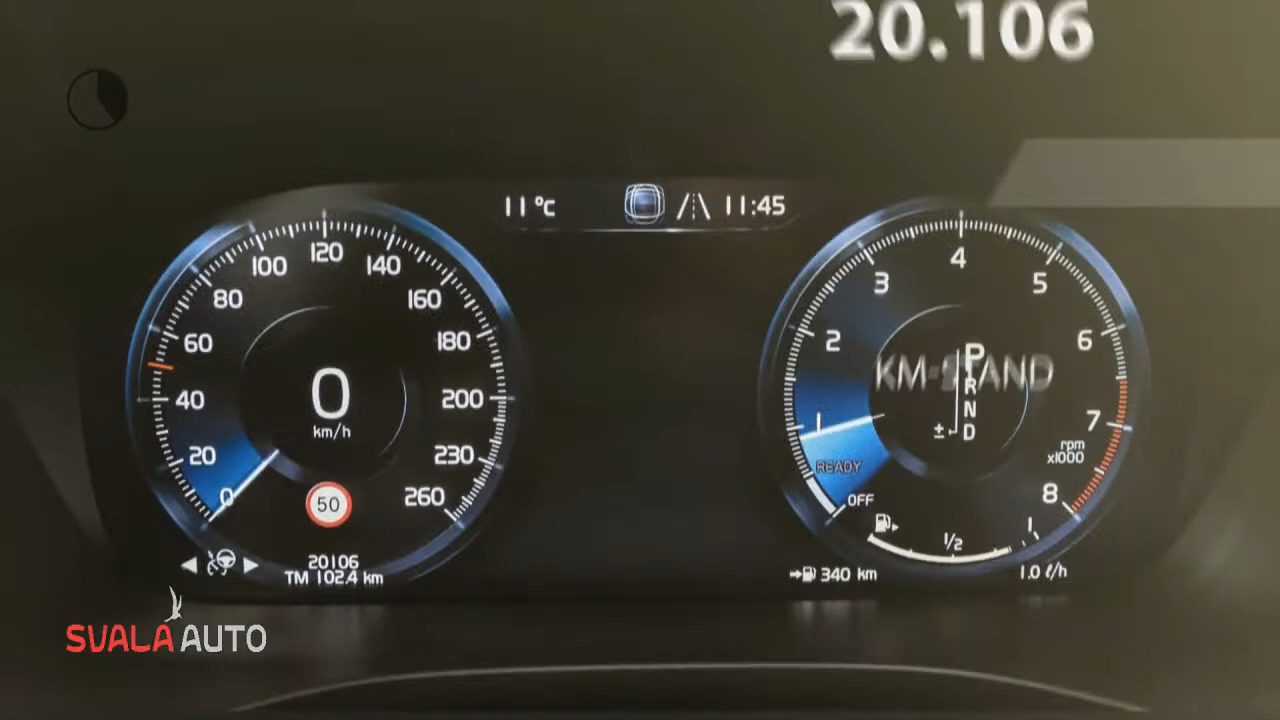 20.106
11 °C 11:45
0 20 40 60 80 100 120 140 160 180 200 230 260
0
km/h
50
20106
TM 102.4 km
1 2 3 4 5 6 7 8
KM-STAND
P
R
N
± D
READY
OFF
rpm
x1000
1/2 1
340 km
1.0 ℓ/h
SVALA AUTO